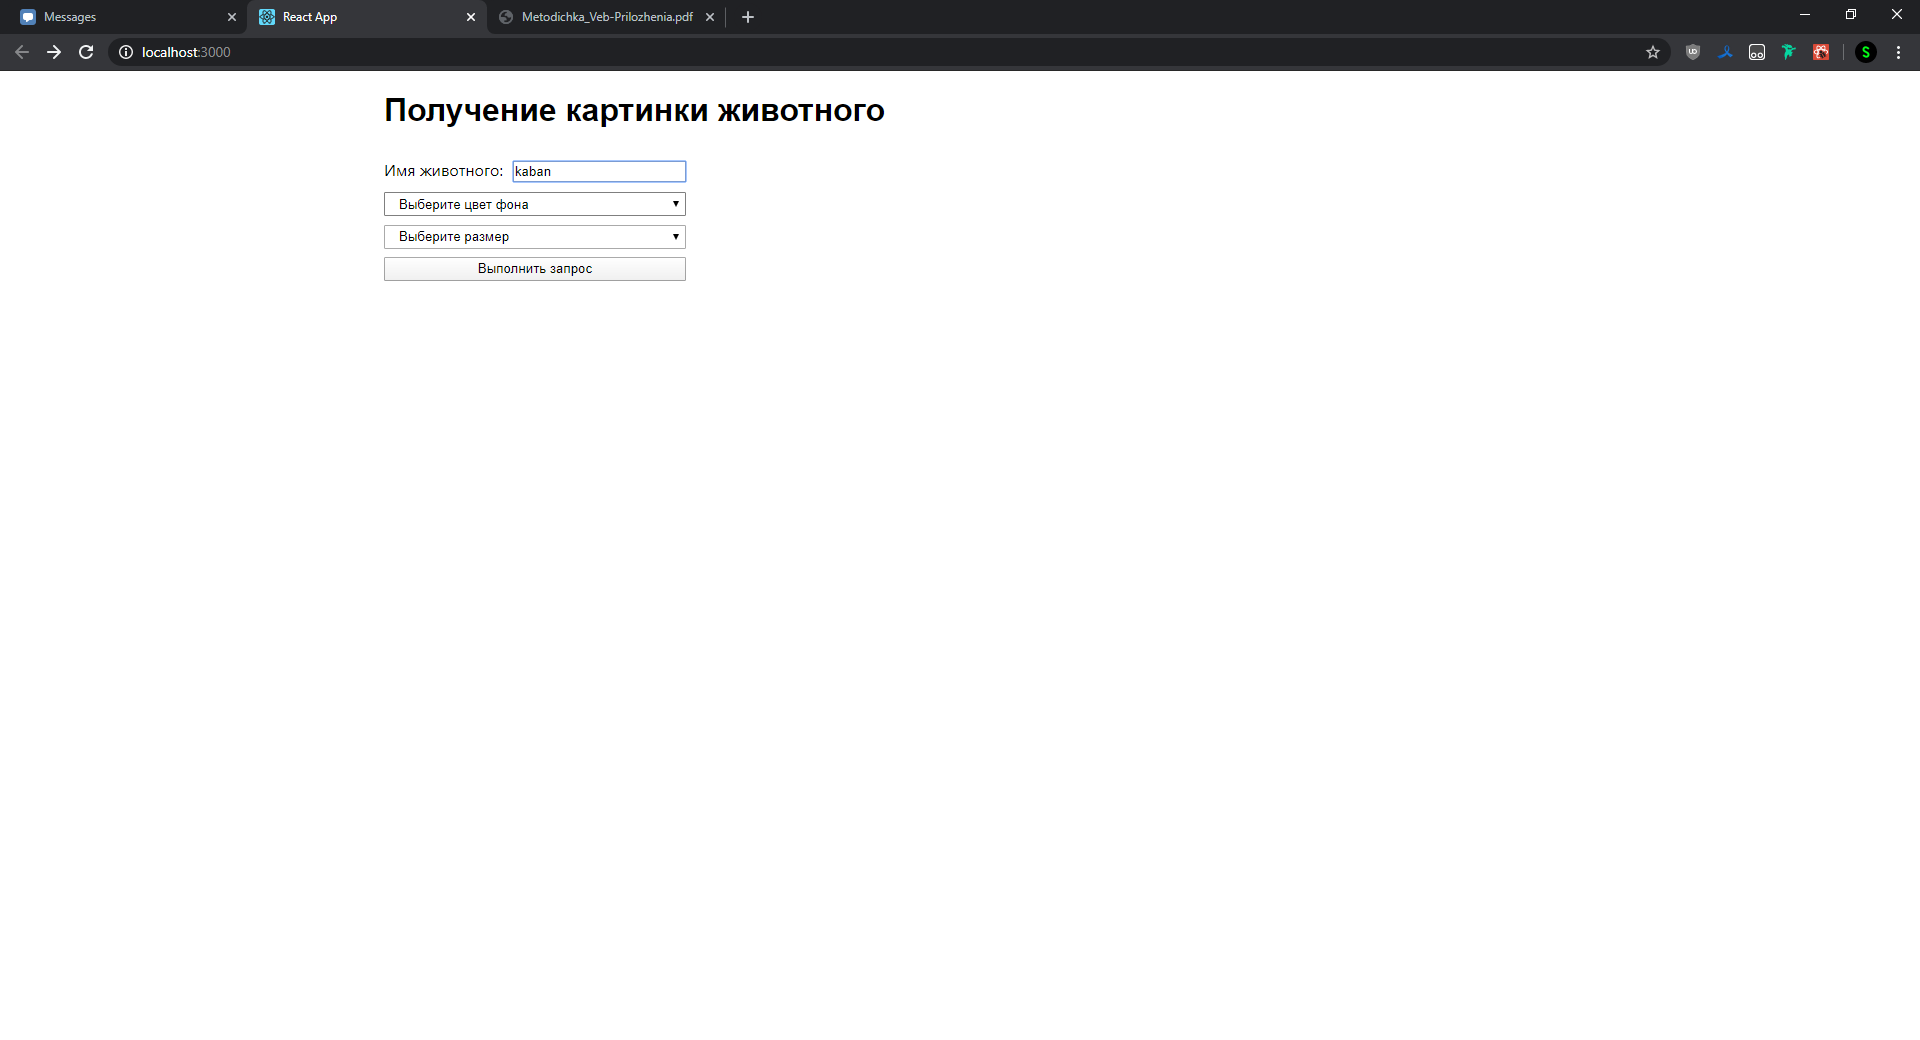 Messages
React App
Metodichka_Veb-Prilozhenia.pdf
localhost:3000
S
Получение картинки животного
Имя животного: kaban
Выберите цвет фона
Выберите размер
Выполнить запрос